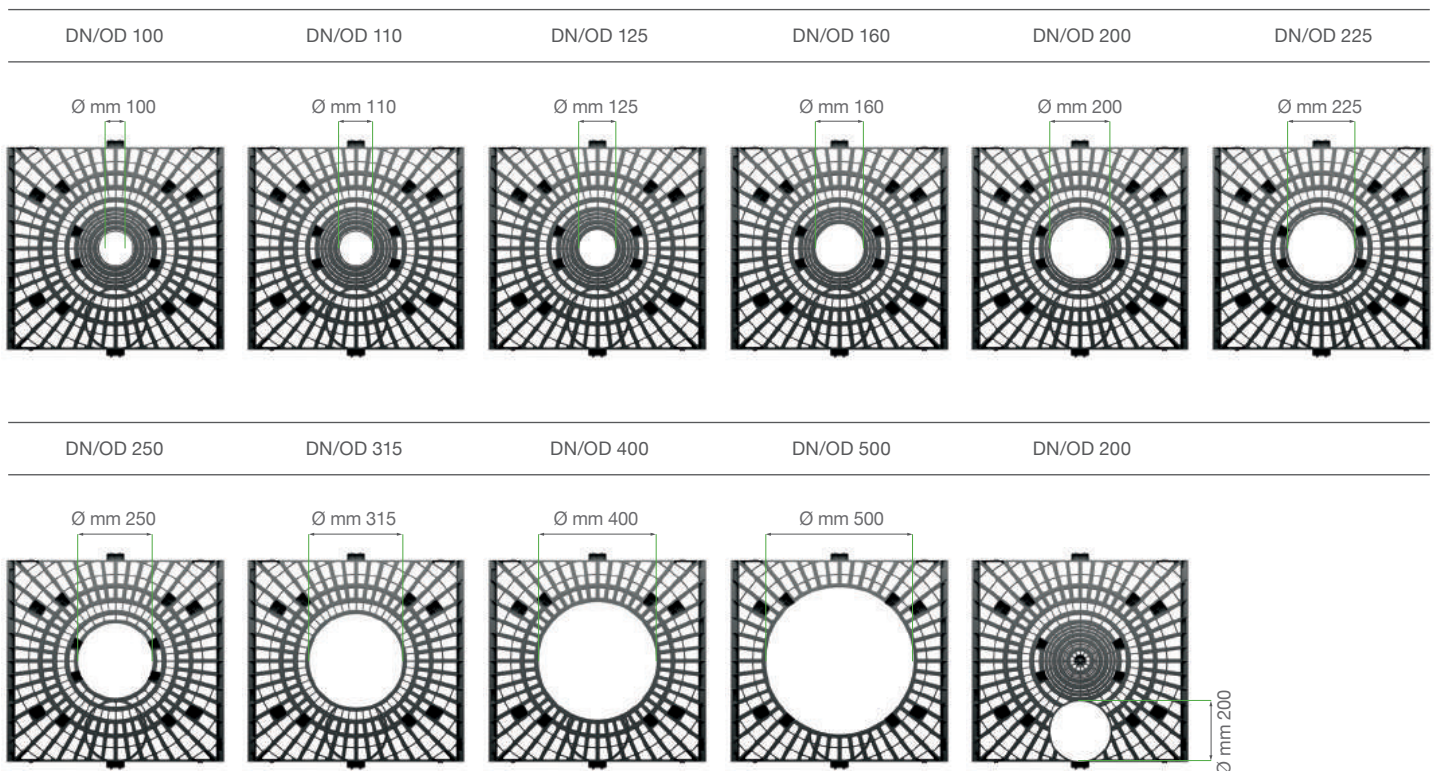 DN/OD 100 DN/OD 110 DN/OD 125 DN/OD 160 DN/OD 200 DN/OD 225
Ø mm 100 Ø mm 110 Ø mm 125 Ø mm 160 Ø mm 200 Ø mm 225
DN/OD 250 DN/OD 315 DN/OD 400 DN/OD 500 DN/OD 200
Ø mm 250 Ø mm 315 Ø mm 400 Ø mm 500
Ø mm 200